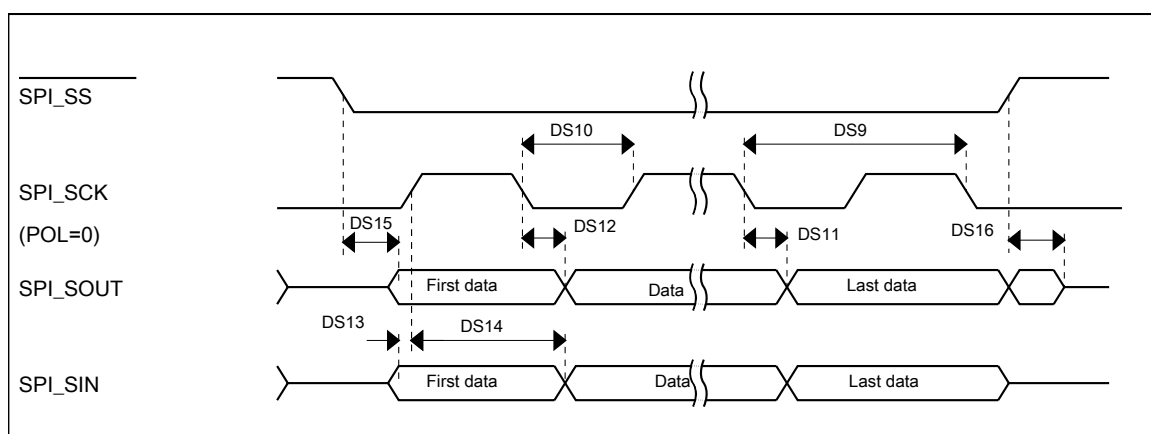 SPI_SS
DS10
DS9
SPI_SCK
(POL=0)
DS15
DS12
DS11
DS16
SPI_SOUT
First data
Data
Last data
DS13
DS14
SPI_SIN
First data
Data
Last data